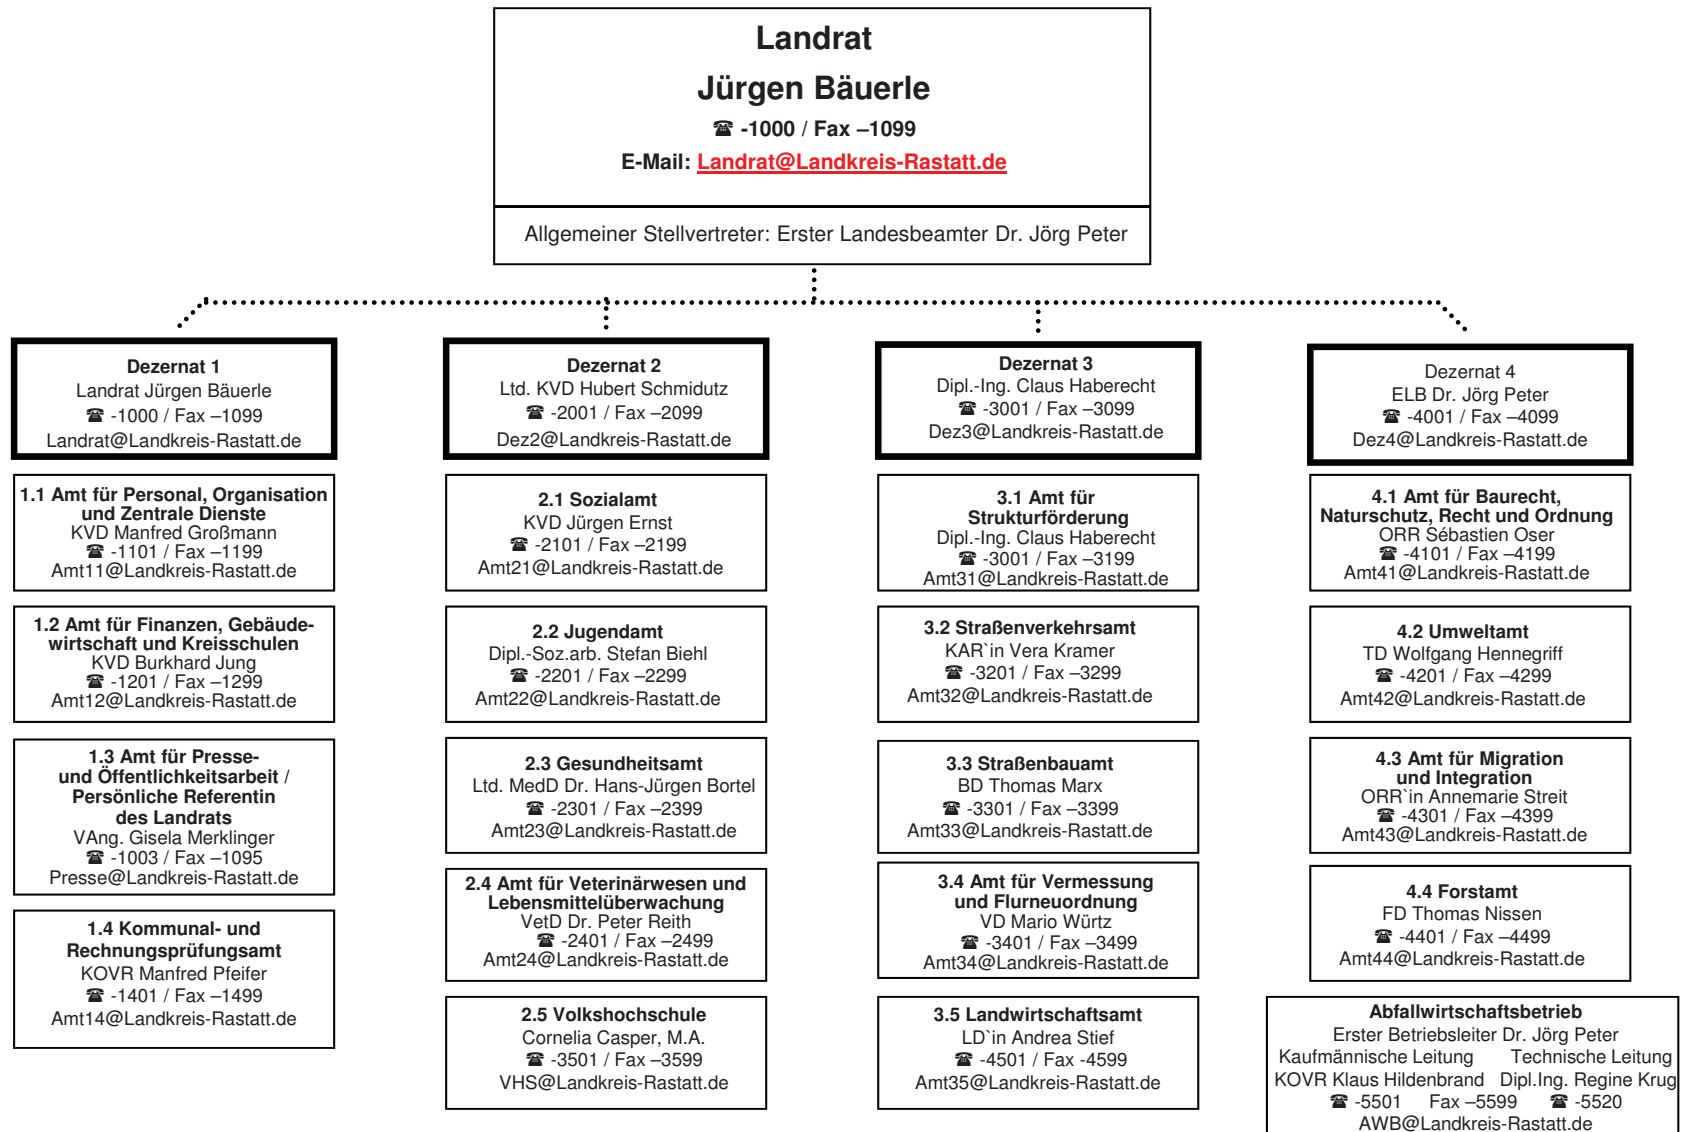 Landrat
Jürgen Bäuerle
☎ -1000 / Fax –1099
E-Mail: Landrat@Landkreis-Rastatt.de
Allgemeiner Stellvertreter: Erster Landesbeamter Dr. Jörg Peter
Dezernat 1
Landrat Jürgen Bäuerle
☎ -1000 / Fax –1099
Landrat@Landkreis-Rastatt.de
1.1 Amt für Personal, Organisation
und Zentrale Dienste
KVD Manfred Großmann
☎ -1101 / Fax –1199
Amt11@Landkreis-Rastatt.de
1.2 Amt für Finanzen, Gebäude-
wirtschaft und Kreisschulen
KVD Burkhard Jung
☎ -1201 / Fax –1299
Amt12@Landkreis-Rastatt.de
1.3 Amt für Presse-
und Öffentlichkeitsarbeit /
Persönliche Referentin
des Landrats
VAng. Gisela Merklinger
☎ -1003 / Fax –1095
Presse@Landkreis-Rastatt.de
1.4 Kommunal- und
Rechnungsprüfungsamt
KOVR Manfred Pfeifer
☎ -1401 / Fax –1499
Amt14@Landkreis-Rastatt.de
Dezernat 2
Ltd. KVD Hubert Schmidutz
☎ -2001 / Fax –2099
Dez2@Landkreis-Rastatt.de
2.1 Sozialamt
KVD Jürgen Ernst
☎ -2101 / Fax –2199
Amt21@Landkreis-Rastatt.de
2.2 Jugendamt
Dipl.-Soz.arb. Stefan Biehl
☎ -2201 / Fax –2299
Amt22@Landkreis-Rastatt.de
2.3 Gesundheitsamt
Ltd. MedD Dr. Hans-Jürgen Bortel
☎ -2301 / Fax –2399
Amt23@Landkreis-Rastatt.de
2.4 Amt für Veterinärwesen und
Lebensmittelüberwachung
VetD Dr. Peter Reith
☎ -2401 / Fax –2499
Amt24@Landkreis-Rastatt.de
2.5 Volkshochschule
Cornelia Casper, M.A.
☎ -3501 / Fax –3599
VHS@Landkreis-Rastatt.de
Dezernat 3
Dipl.-Ing. Claus Haberecht
☎ -3001 / Fax –3099
Dez3@Landkreis-Rastatt.de
3.1 Amt für
Strukturförderung
Dipl.-Ing. Claus Haberecht
☎ -3001 / Fax –3199
Amt31@Landkreis-Rastatt.de
3.2 Straßenverkehrsamt
KAR`in Vera Kramer
☎ -3201 / Fax –3299
Amt32@Landkreis-Rastatt.de
3.3 Straßenbauamt
BD Thomas Marx
☎ -3301 / Fax –3399
Amt33@Landkreis-Rastatt.de
3.4 Amt für Vermessung
und Flurneuordnung
VD Mario Würtz
☎ -3401 / Fax –3499
Amt34@Landkreis-Rastatt.de
3.5 Landwirtschaftsamt
LD`in Andrea Stief
☎ -4501 / Fax -4599
Amt35@Landkreis-Rastatt.de
Dezernat 4
ELB Dr. Jörg Peter
☎ -4001 / Fax –4099
Dez4@Landkreis-Rastatt.de
4.1 Amt für Baurecht,
Naturschutz, Recht und Ordnung
ORR Sébastien Oser
☎ -4101 / Fax –4199
Amt41@Landkreis-Rastatt.de
4.2 Umweltamt
TD Wolfgang Hennegriff
☎ -4201 / Fax –4299
Amt42@Landkreis-Rastatt.de
4.3 Amt für Migration
und Integration
ORR`in Annemarie Streit
☎ -4301 / Fax –4399
Amt43@Landkreis-Rastatt.de
4.4 Forstamt
FD Thomas Nissen
☎ -4401 / Fax –4499
Amt44@Landkreis-Rastatt.de
Abfallwirtschaftsbetrieb
Erster Betriebsleiter Dr. Jörg Peter
Kaufmännische Leitung Technische Leitung
KOVR Klaus Hildenbrand Dipl.Ing. Regine Krug
☎ -5501 Fax –5599 ☎ -5520
AWB@Landkreis-Rastatt.de